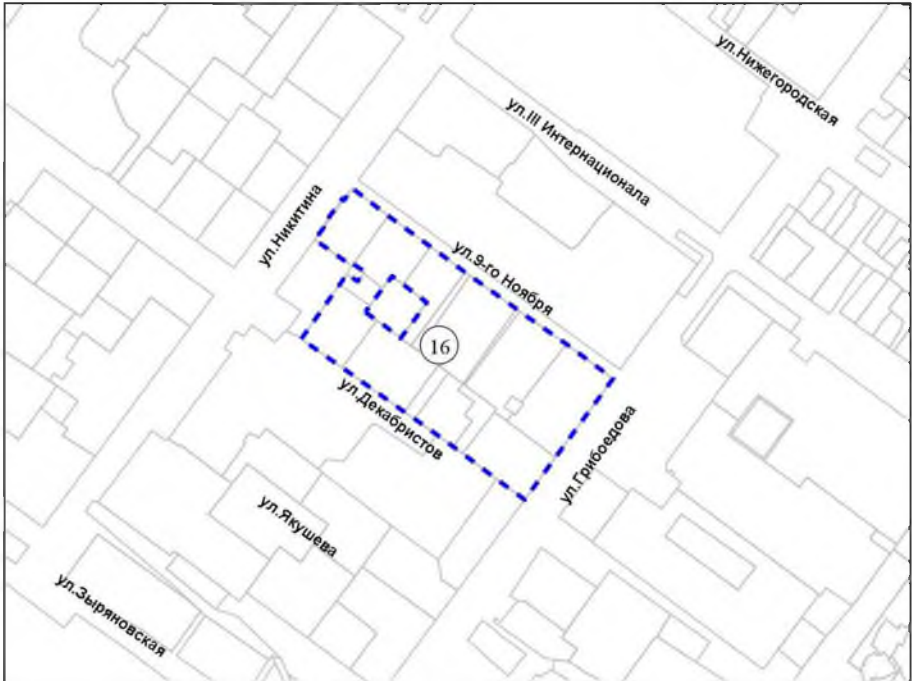 ул.Нижегородская
ул.III Интернационала
ул.Никитина
ул.9-го Ноября
16
ул.Декабристов
ул.Грибоедова
ул.Якушева
ул.Зыряновская